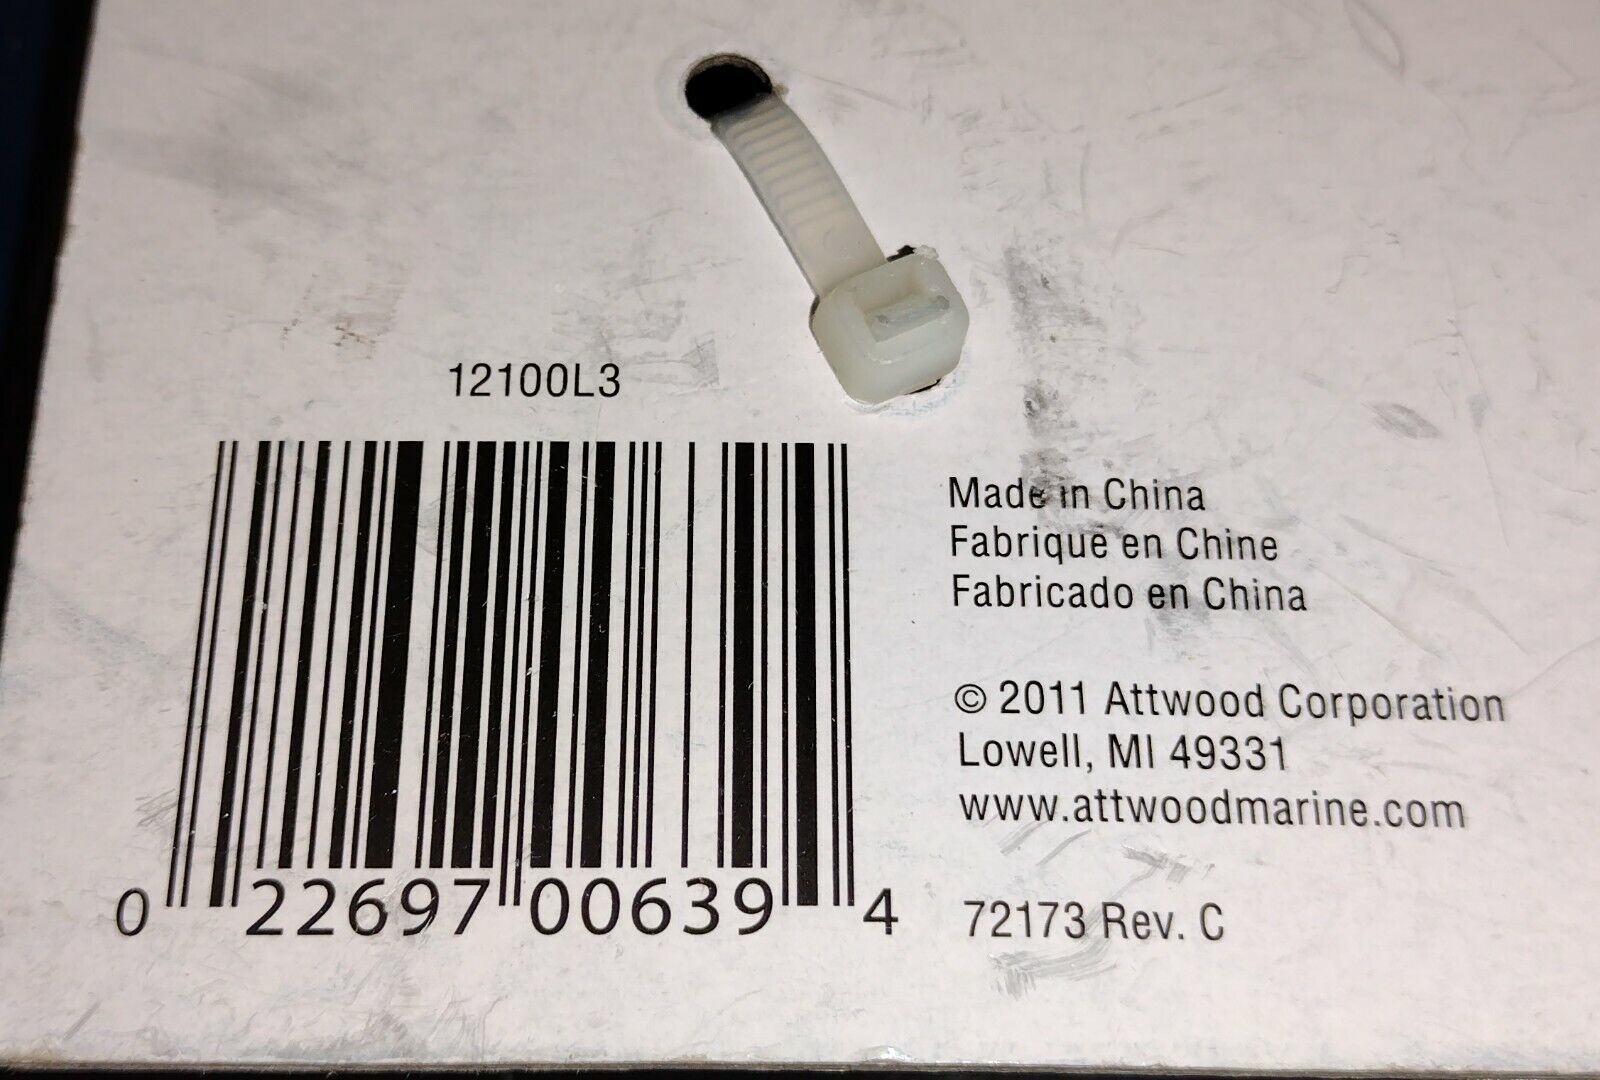 12100L3
0 22697 00639 4
Made in China
Fabrique en Chine
Fabricado en China
© 2011 Attwood Corporation
Lowell, MI 49331
www.attwoodmarine.com
72173 Rev. C